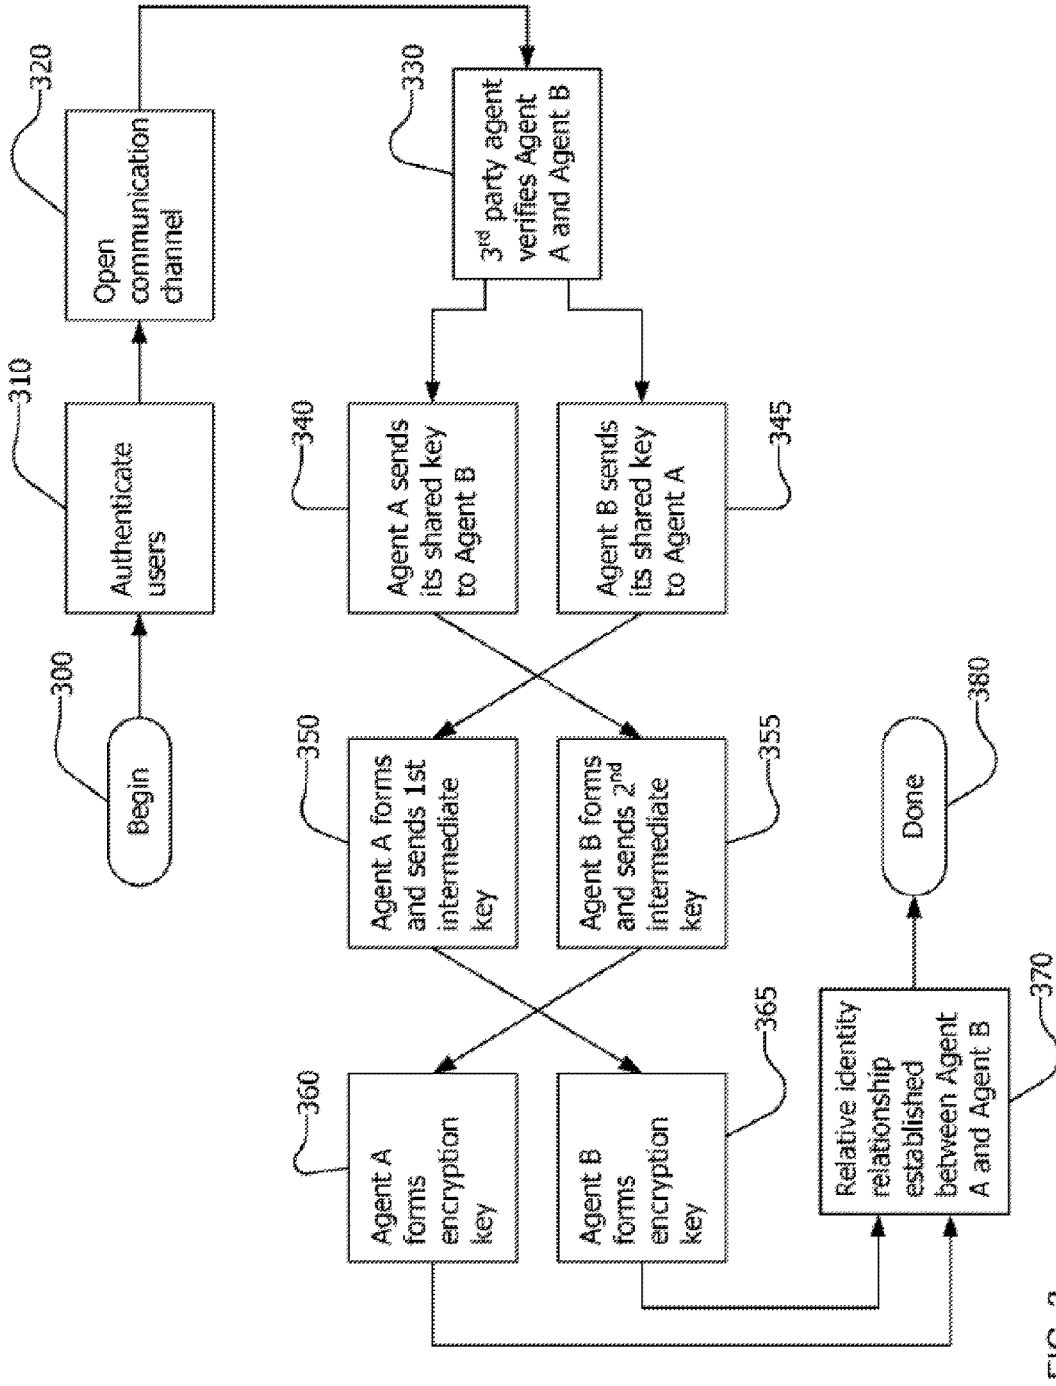 300
Begin
310
Authenticate
users
320
Open
communication
channel
330
3rd party agent
verifies Agent
A and Agent B
340
Agent A sends
its shared key
to Agent B
Agent B sends
its shared key
to Agent A
345
350
Agent A forms
and sends 1st
intermediate
key
Agent B forms
and sends 2nd
intermediate
key
355
360
Agent A
forms
encryption
key
Agent B
forms
encryption
key
365
Relative identity
relationship
established
between Agent
A and Agent B
370
Done
380
FIG.